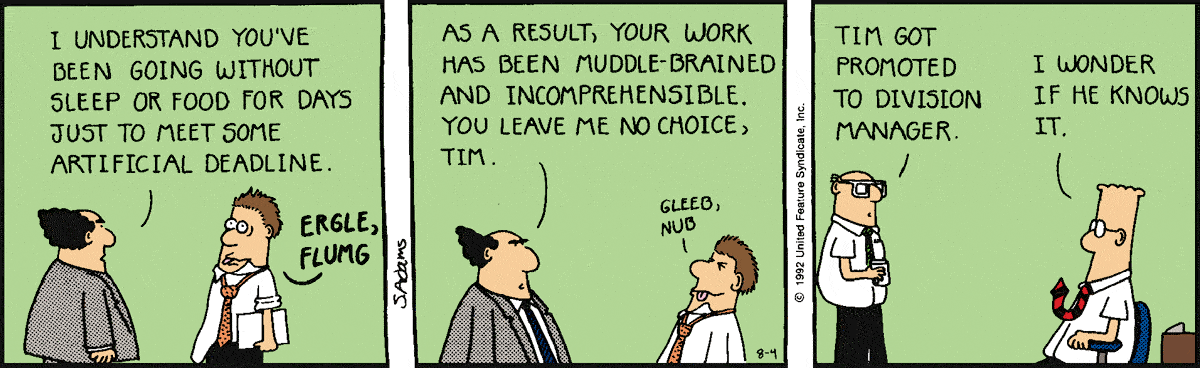 I UNDERSTAND YOU'VE
BEEN GOING WITHOUT
SLEEP OR FOOD FOR DAYS
JUST TO MEET SOME
ARTIFICIAL DEADLINE.
ERGLE,
FLUMG
S.Adams
AS A RESULT, YOUR WORK
HAS BEEN MUDDLE-BRAINED
AND INCOMPREHENSIBLE.
YOU LEAVE ME NO CHOICE,
TIM.
GLEEB,
NUB
8-4
© 1992 United Feature Syndicate, Inc.
TIM GOT
PROMOTED
TO DIVISION
MANAGER.
I WONDER
IF HE KNOWS
IT.